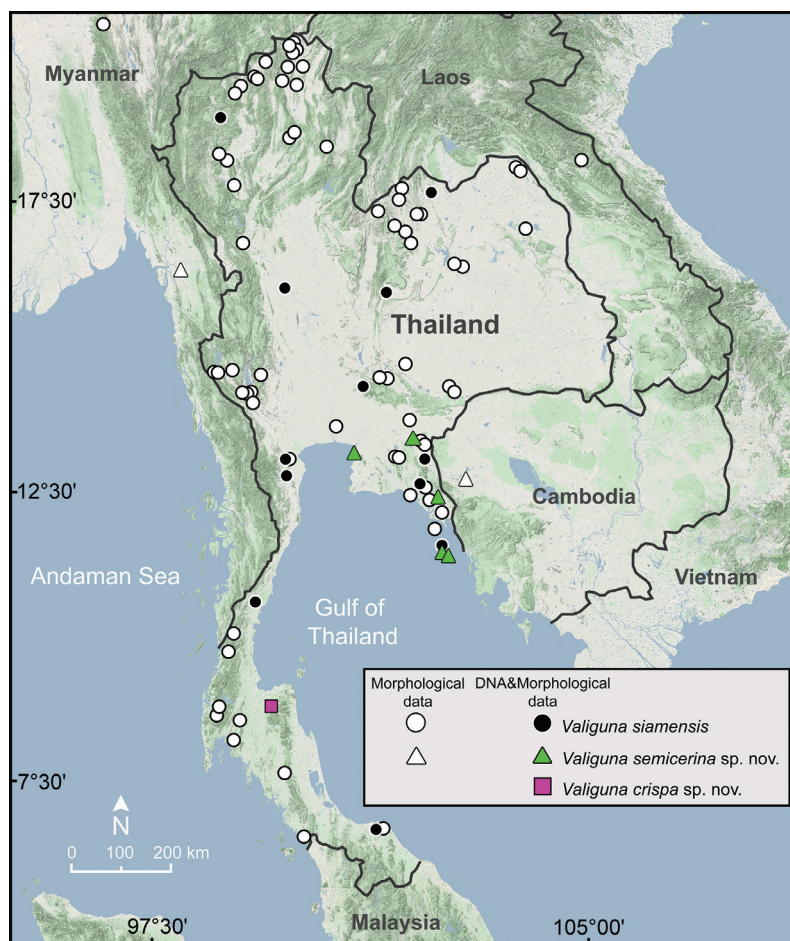 Myanmar
Laos
17°30'
Thailand
12°30'
Cambodia
Andaman Sea
Vietnam
Gulf of
Thailand
Morphological
data
DNA&Morphological
data
Valiguna siamensis
Valiguna semicerina sp. nov.
Valiguna crispa sp. nov.
7°30'
N
0 100 200 km
Malaysia
97°30'
105°00'